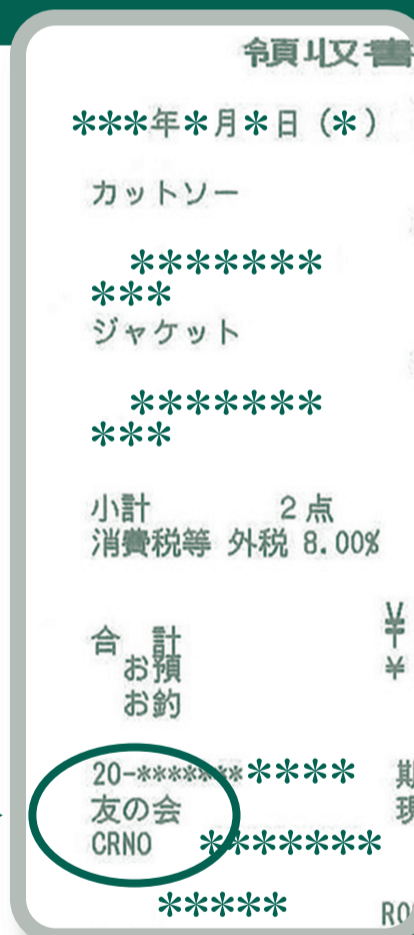 領収書
***年*月*日（*）
カットソー
*******
***
ジャケット
*******
***
小計 2点
消費税等 外税 8.00%
合 計 ¥
お預 ¥
お釣
20-***********
友の会
CRNO *******
*****